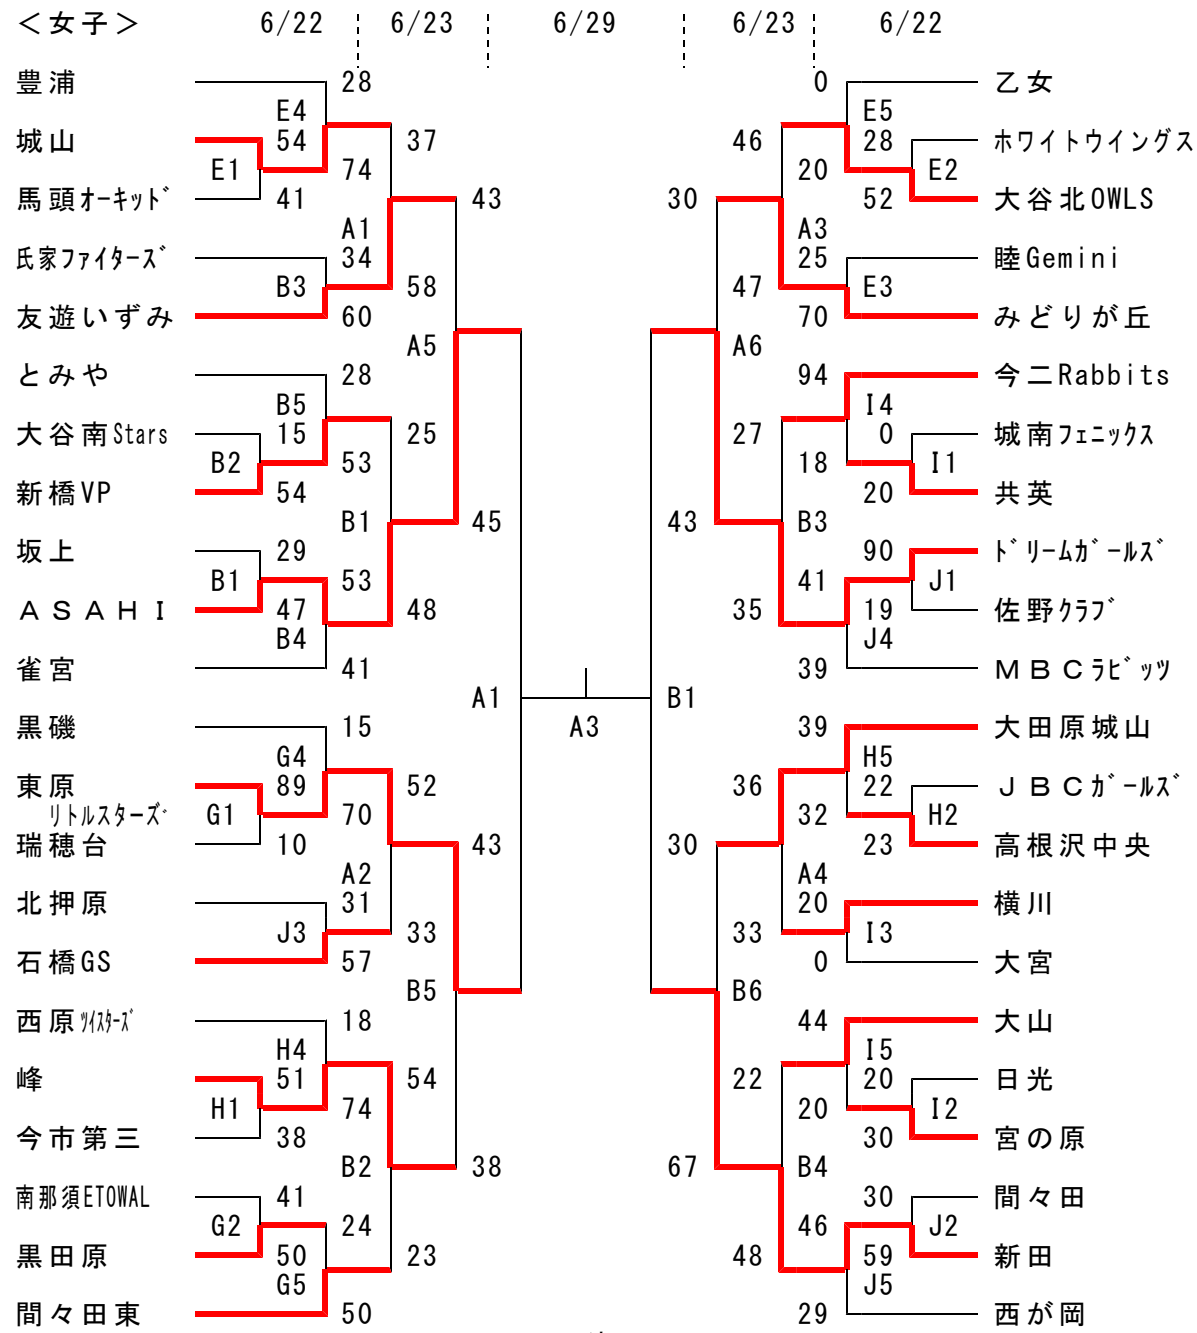 ＜女子＞ 6/22 6/23 6/29 6/23 6/22
豊浦 28 0 乙女
E4 E5
城山 54 37 46 28 ホワイトウイングス
E1 74 20 E2
馬頭オーキッド 41 43 30 52 大谷北OWLS
A1 A3
氏家ファイターズ 34 25 睦Gemini
B3 58 47 E3
友遊いずみ 60 70 みどりが丘
A5 A6
とみや 28 94 今二Rabbits
B5 I4
大谷南Stars 15 25 27 0 城南フェニックス
B2 53 18 I1
新橋VP 54 20 共英
B1 45 43 B3
坂上 29 90 ドリームガールズ
B1 53 41 J1
ＡＳＡＨＩ 47 48 35 19 佐野クラブ
B4 J4
雀宮 41 39 ＭＢＣラビッツ
A1 B1
黒磯 15 A3 39 大田原城山
G4 H5
東原 89 52 36 22 ＪＢＣガールズ
リトルスターズ G1 70 32 H2
瑞穂台 10 43 30 23 高根沢中央
A2 A4
北押原 31 20 横川
J3 33 33 I3
石橋GS 57 0 大宮
B5 B6
西原ツイスターズ 18 44 大山
H4 I5
峰 51 54 22 20 日光
H1 74 20 I2
今市第三 38 30 宮の原
B2 38 67 B4
南那須ETOWAL 41 30 間々田
G2 24 46 J2
黒田原 50 23 48 59 新田
G5 J5
間々田東 50 29 西が岡